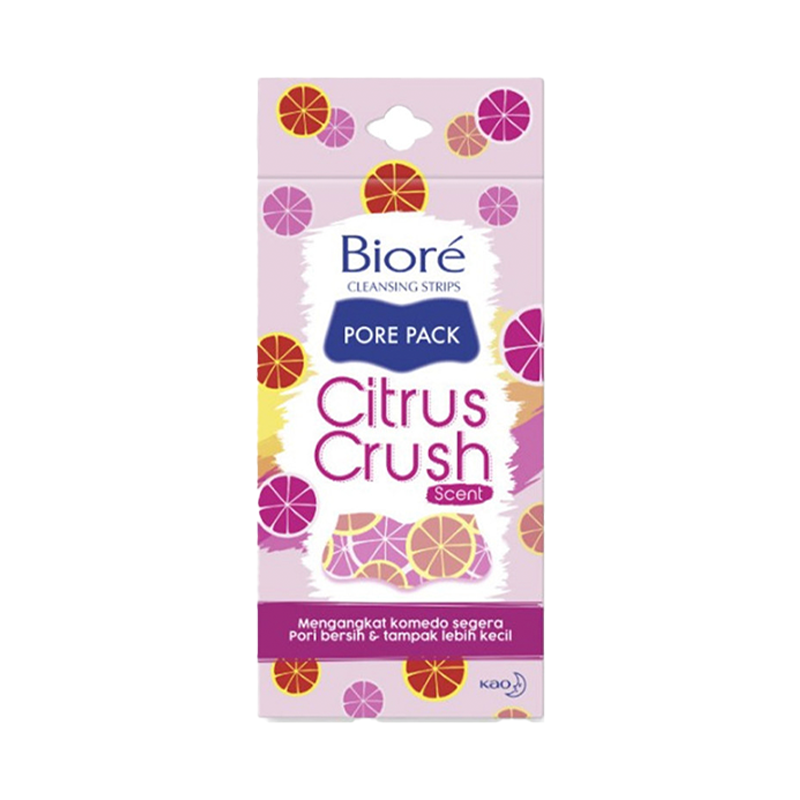 Bioré
CLEANSING STRIPS
PORE PACK
Citrus
Crush
Scent
Mengangkat komedo segera
Pori bersih & tampak lebih kecil
Kao